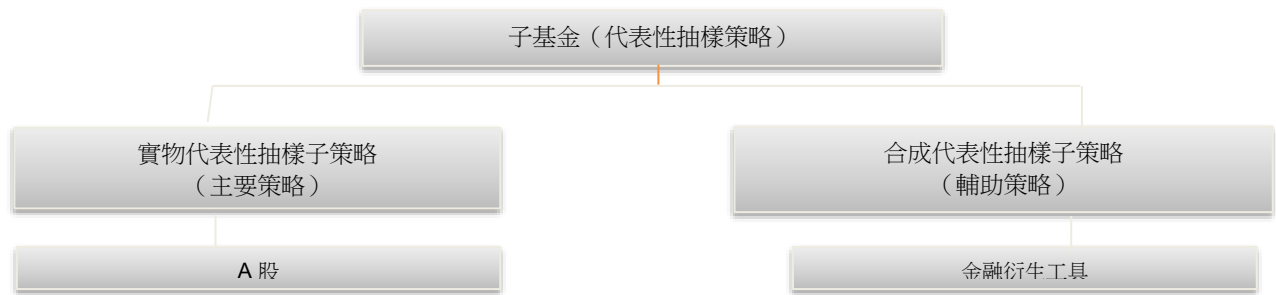 子基金（代表性抽樣策略）
實物代表性抽樣子策略
（主要策略）
合成代表性抽樣子策略
（輔助策略）
A 股
金融衍生工具